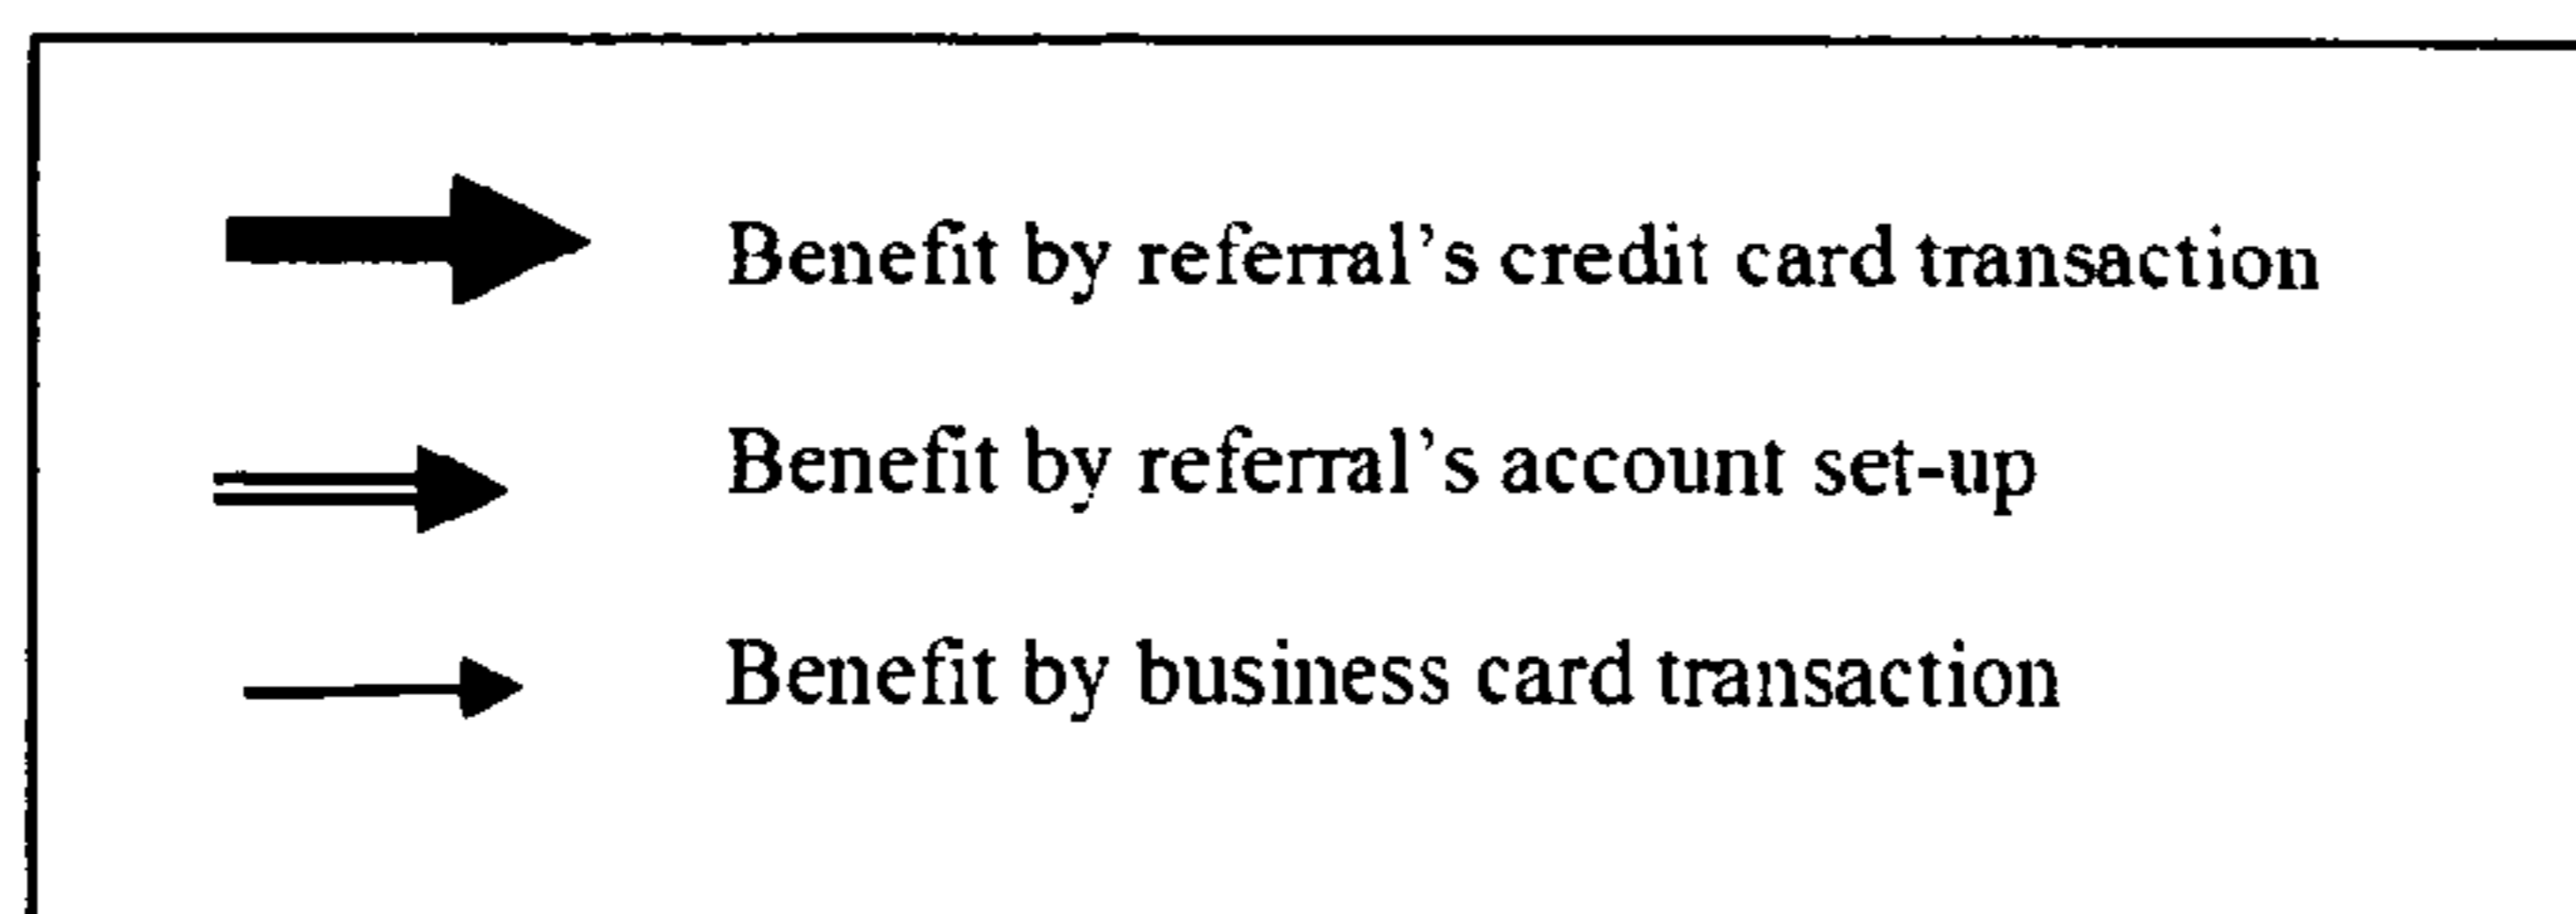 Benefit by referral's credit card transaction
Benefit by referral's account set-up
Benefit by business card transaction